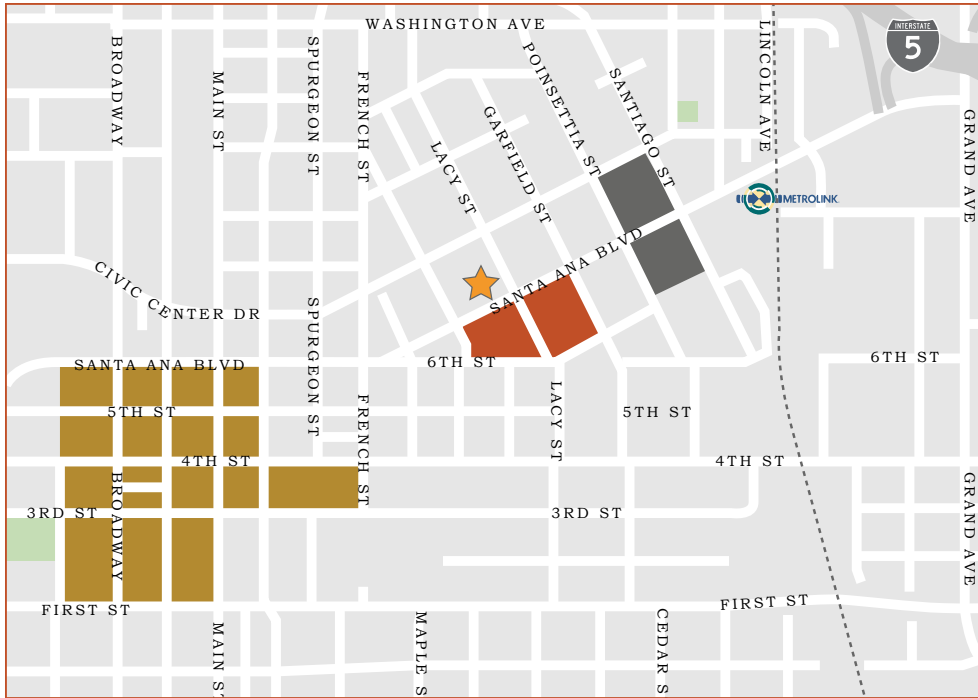 WASHINGTON AVE
INTERSTATE
5
BROADWAY
MAIN ST
SPURGEON ST
FRENCH ST
LACY ST
GARFIELD ST
POINSETTIA ST
SANTIAGO ST
LINCOLN AVE
GRAND AVE
METROLINK
SANTA ANA BLVD
CIVIC CENTER DR
SPURGEON ST
SANTA ANA BLVD
6TH ST
6TH ST
5TH ST
FRENCH ST
LACY ST
5TH ST
4TH ST
4TH ST
BROADWAY
GRAND AVE
3RD ST
3RD ST
FIRST ST
FIRST ST
MAIN ST
MAPLE S
CEDAR S